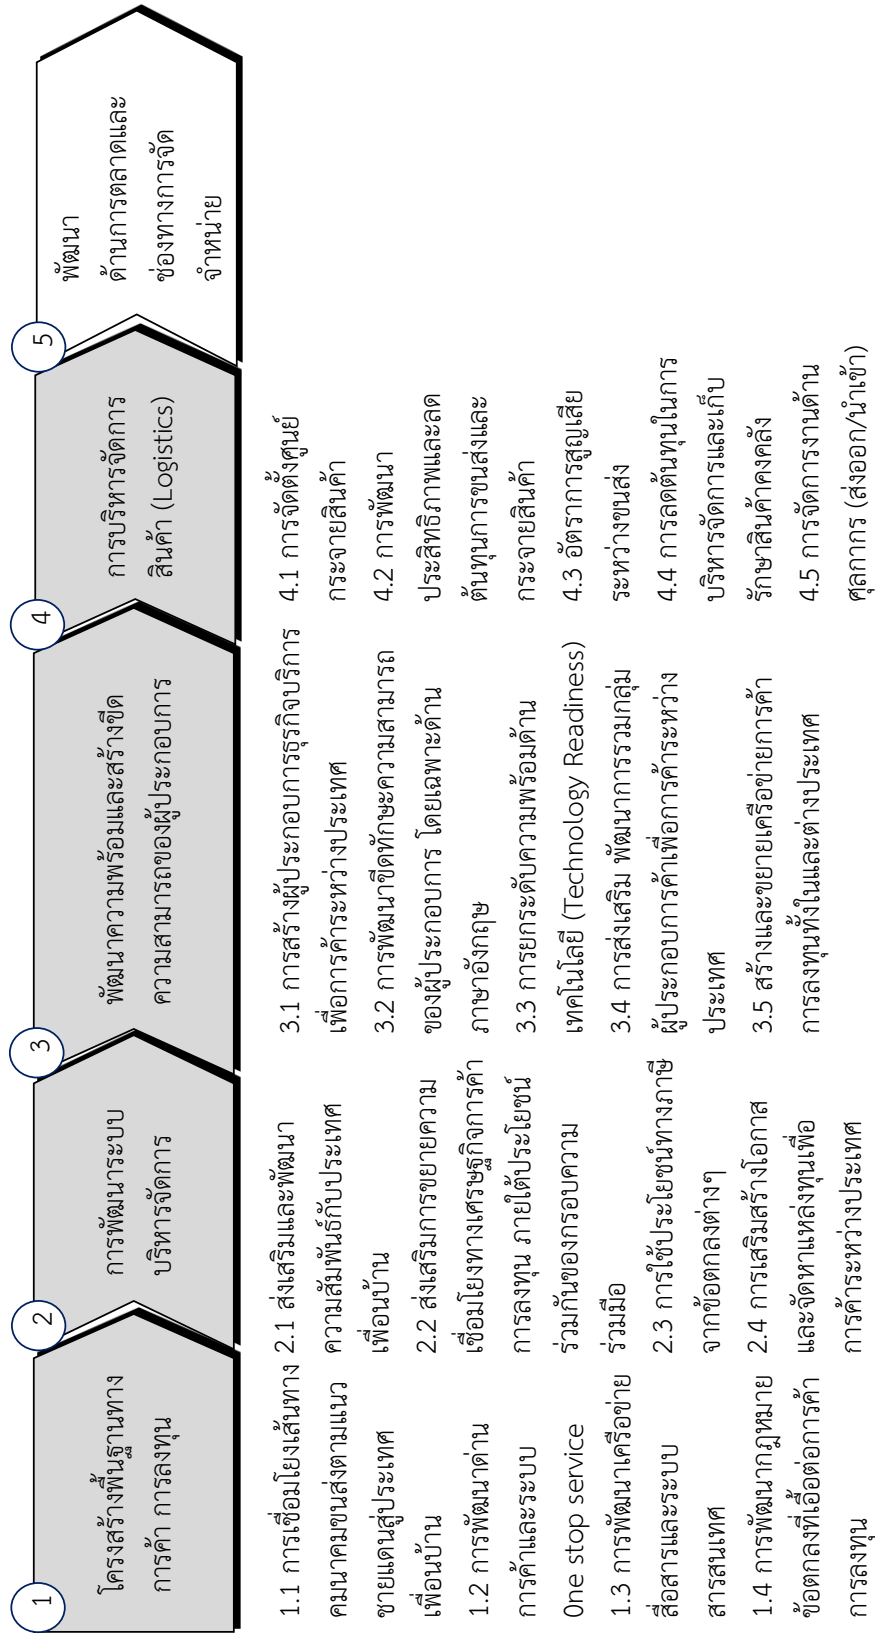 1
โครงสร้างพื้นฐานทาง
การค้า การลงทุน
1.1 การเชื่อมโยงเส้นทาง
คมนาคมขนส่งตามแนว
ชายแดนสู่ประเทศ
เพื่อนบ้าน
1.2 การพัฒนาด่าน
การค้าและระบบ
One stop service
1.3 การพัฒนาเครือข่าย
สื่อสารและระบบ
สารสนเทศ
1.4 การพัฒนากฎหมาย
ข้อตกลงที่เอื้อต่อการค้า
การลงทุน
2
การพัฒนาระบบ
บริหารจัดการ
2.1 ส่งเสริมและพัฒนา
ความสัมพันธ์กับประเทศ
เพื่อนบ้าน
2.2 ส่งเสริมการขยายความ
เชื่อมโยงทางเศรษฐกิจการค้า
การลงทุน ภายใต้ประโยชน์
ร่วมกันของกรอบความ
ร่วมมือ
2.3 การใช้ประโยชน์ทางภาษี
จากข้อตกลงต่างๆ
2.4 การเสริมสร้างโอกาส
และจัดหาแหล่งทุนเพื่อ
การค้าระหว่างประเทศ
3
พัฒนาความพร้อมและสร้างขีด
ความสามารถของผู้ประกอบการ
3.1 การสร้างผู้ประกอบการธุรกิจบริการ
เพื่อการค้าระหว่างประเทศ
3.2 การพัฒนาขีดทักษะความสามารถ
ของผู้ประกอบการ โดยเฉพาะด้าน
ภาษาอังกฤษ
3.3 การยกระดับความพร้อมด้าน
เทคโนโลยี (Technology Readiness)
3.4 การส่งเสริม พัฒนาการรวมกลุ่ม
ผู้ประกอบการค้าเพื่อการค้าระหว่าง
ประเทศ
3.5 สร้างและขยายเครือข่ายการค้า
การลงทุนทั้งในและต่างประเทศ
4
การบริหารจัดการ
สินค้า (Logistics)
4.1 การจัดตั้งศูนย์
กระจายสินค้า
4.2 การพัฒนา
ประสิทธิภาพและลด
ต้นทุนการขนส่งและ
กระจายสินค้า
4.3 อัตราการสูญเสีย
ระหว่างขนส่ง
4.4 การลดต้นทุนในการ
บริหารจัดการและเก็บ
รักษาสินค้าคงคลัง
4.5 การจัดการงานด้าน
ศุลกากร (ส่งออก/นำเข้า)
5
พัฒนา
ด้านการตลาดและ
ช่องทางการจัด
จำหน่าย